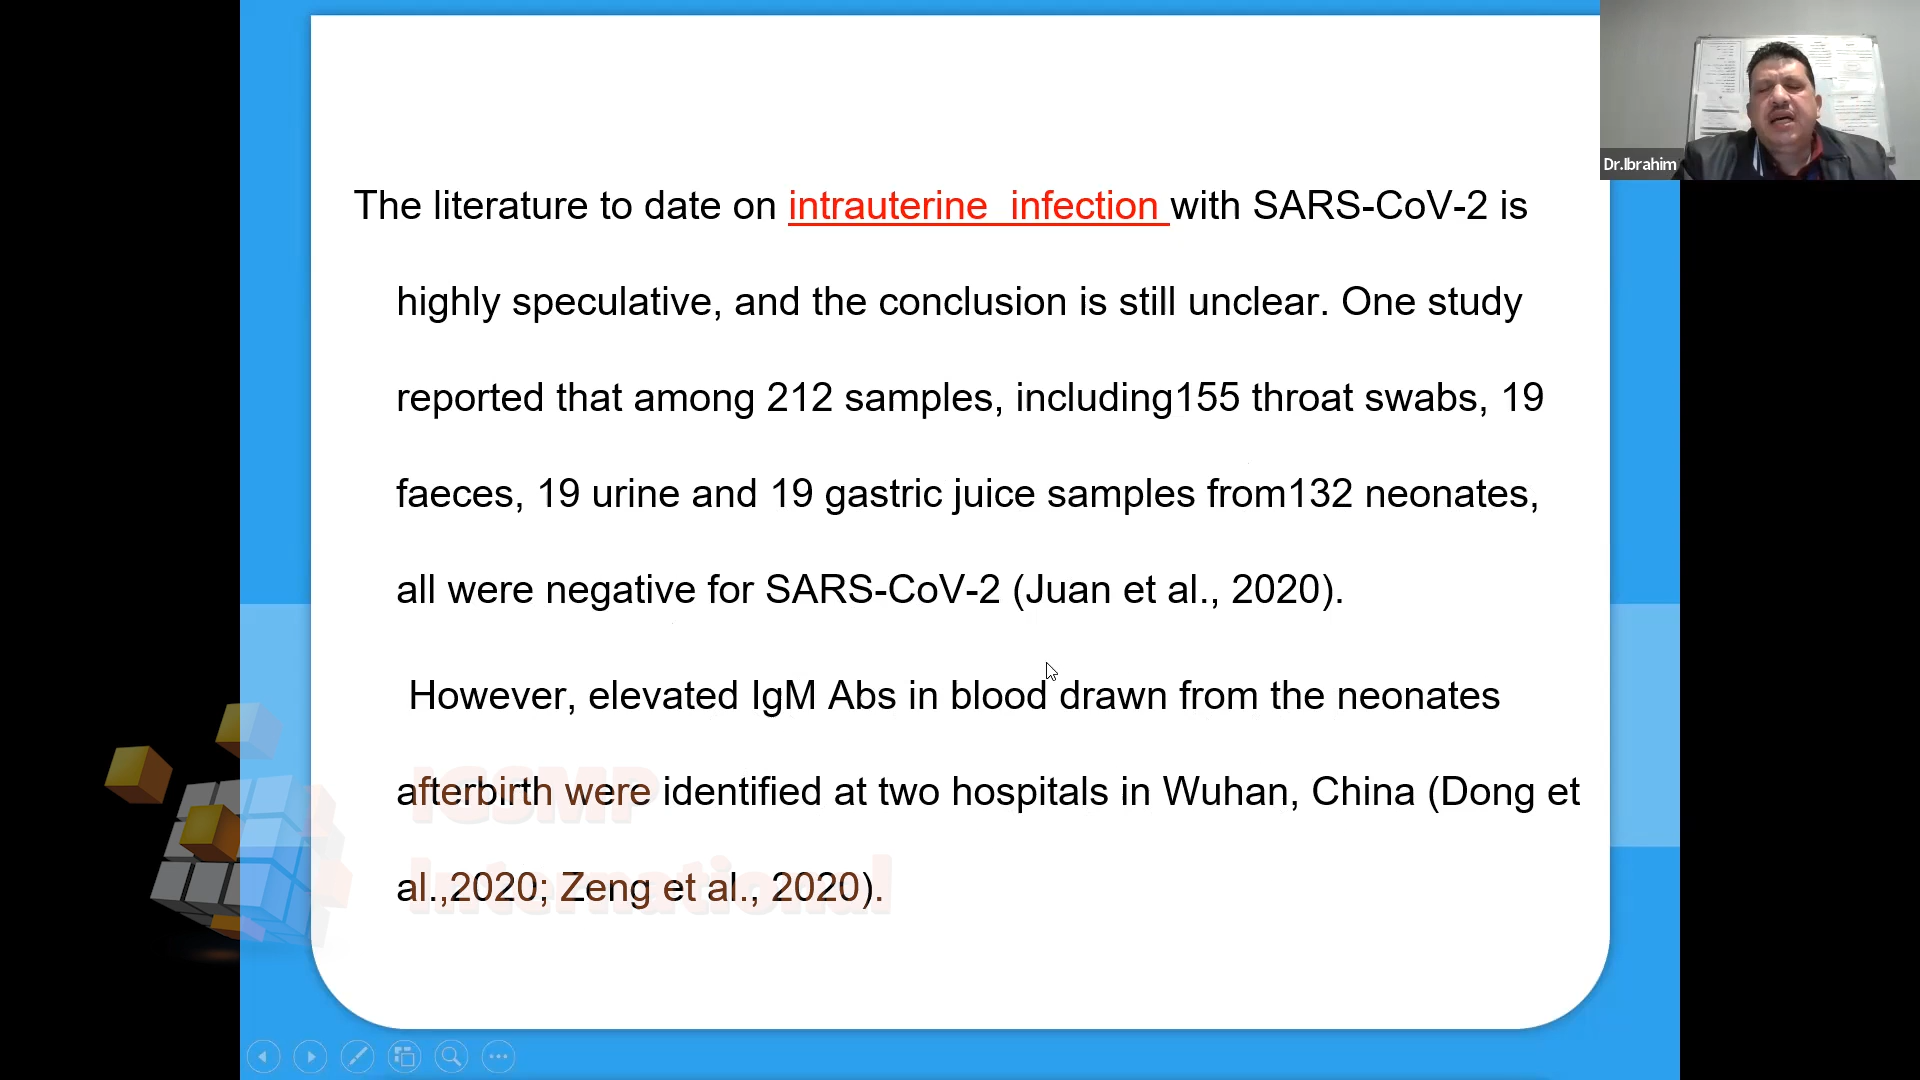 The literature to date on intrauterine  infection with SARS-CoV-2 is
highly speculative, and the conclusion is still unclear. One study
reported that among 212 samples, including155 throat swabs, 19
faeces, 19 urine and 19 gastric juice samples from132 neonates,
all were negative for SARS-CoV-2 (Juan et al., 2020).
However, elevated IgM Abs in blood drawn from the neonates
afterbirth were identified at two hospitals in Wuhan, China (Dong et
al.,2020; Zeng et al., 2020).
IGSMP
International
Dr.Ibrahim